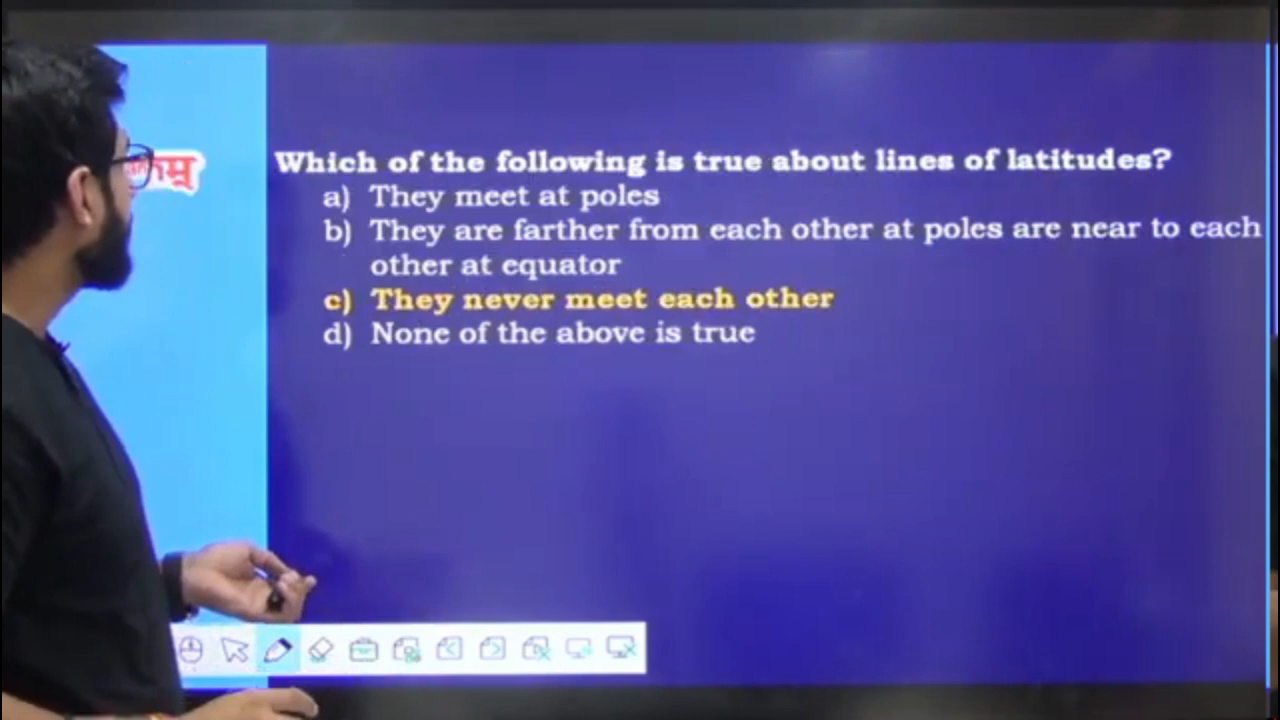 Which of the following is true about lines of latitudes?
a) They meet at poles
b) They are farther from each other at poles are near to each
other at equator
c) They never meet each other
d) None of the above is true